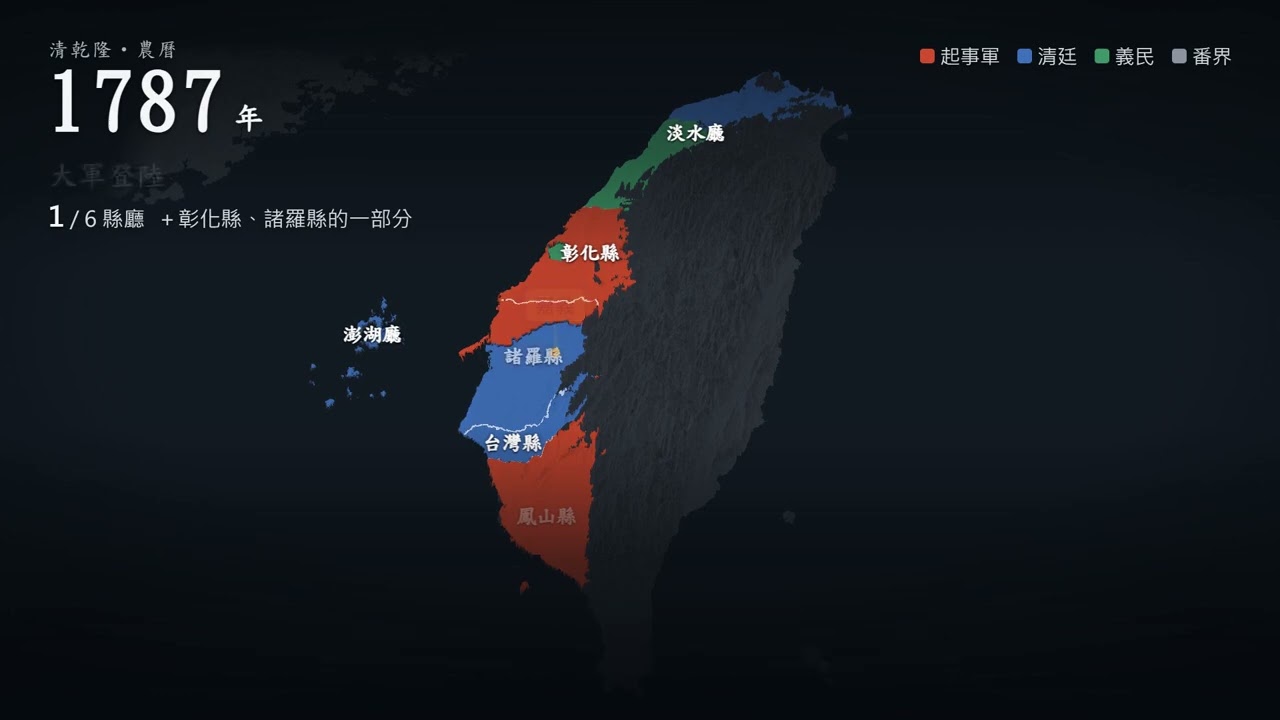 清乾隆・農曆
1787年
大軍登陸
1/6縣廳 +彰化縣、諸羅縣的一部分
起事軍 清廷 義民 番界
淡水廳
彰化縣
澎湖廳
諸羅縣
台灣縣
鳳山縣